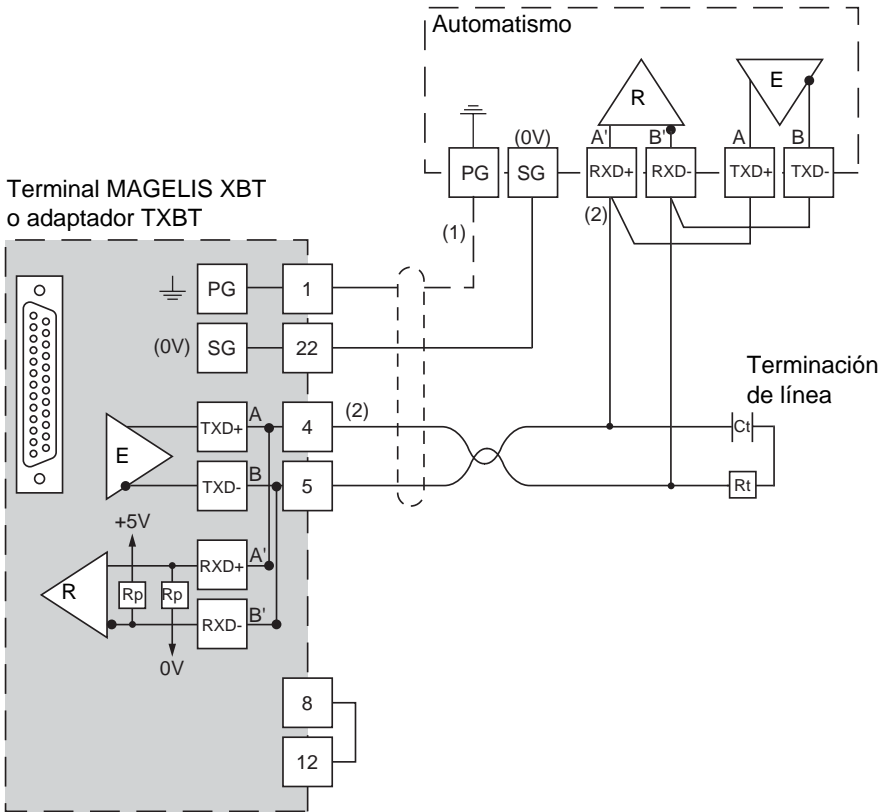 Automatismo
R
E
(0V)
A'
B'
A
B
PG
SG
RXD+
RXD-
TXD+
TXD-
(1)
(2)
Terminal MAGELIS XBT
o adaptador TXBT
PG
1
(0V)
SG
22
TXD+
A
4
(2)
E
TXD-
B
5
Terminación
de línea
Ct
Rt
+5V
R
Rp
Rp
RXD+
A'
RXD-
B'
0V
8
12